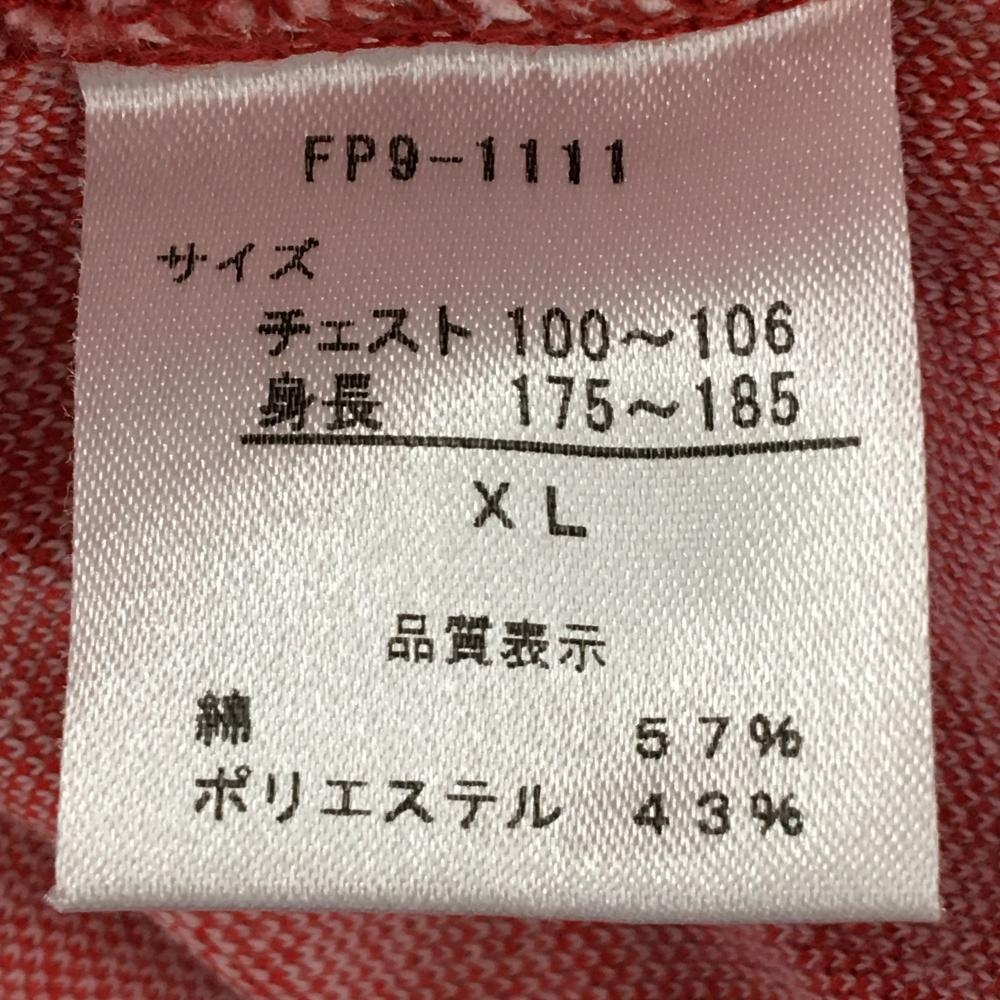 FP9-1111
サイズ
チェスト 100～106
身長 175～185
XL
品質表示
綿 57%
ポリエステル 43%